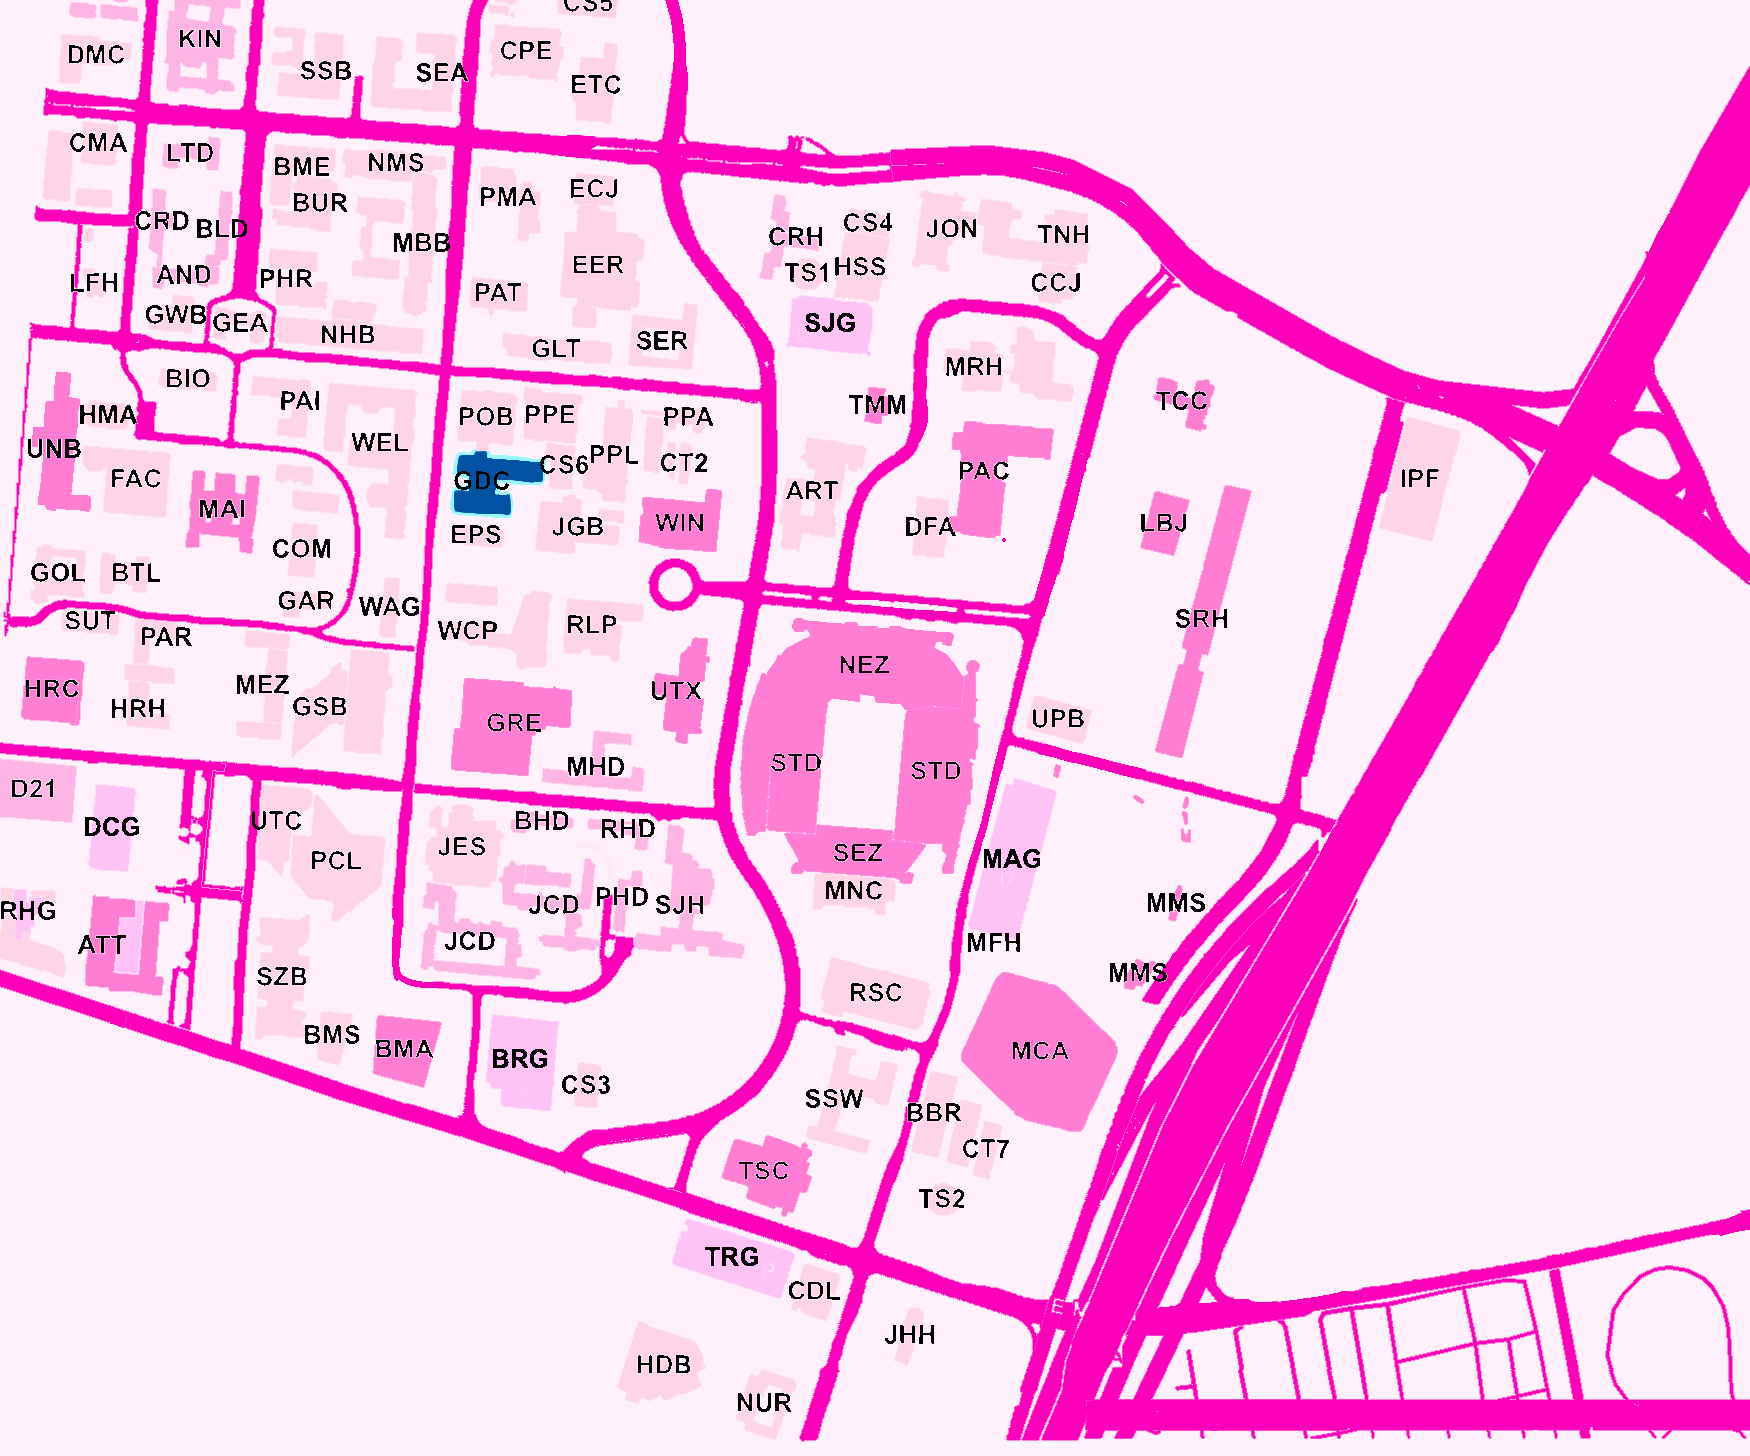 CS5
KIN
DMC
CPE
SSB
SEA
ETC
CMA
LTD
BME
NMS
BUR
PMA
ECJ
CRD
BLD
MBB
CRH
CS4
JON
TNH
LFH
AND
PHR
EER
TS1
HSS
CCJ
PAT
GWB
GEA
NHB
SJG
GLT
SER
BIO
MRH
HMA
PAI
POB
PPE
PPA
TMM
TCC
UNB
WEL
FAC
GDC
CS6
PPL
CT2
PAC
IPF
ART
MAI
EPS
JGB
WIN
DFA
LBJ
COM
GOL
BTL
GAR
WAG
SUT
PAR
WCP
RLP
SRH
NEZ
HRC
HRH
MEZ
GSB
GRE
UTX
UPB
MHD
STD
STD
D21
DCG
UTC
BHD
RHD
JES
PCL
SEZ
MAG
MNC
RHG
JCD
PHD
SJH
MMS
ATT
JCD
MFH
SZB
RSC
MMS
BMS
BMA
BRG
CS3
MCA
SSW
BBR
CT7
TSC
TS2
TRG
CDL
JHH
HDB
NUR